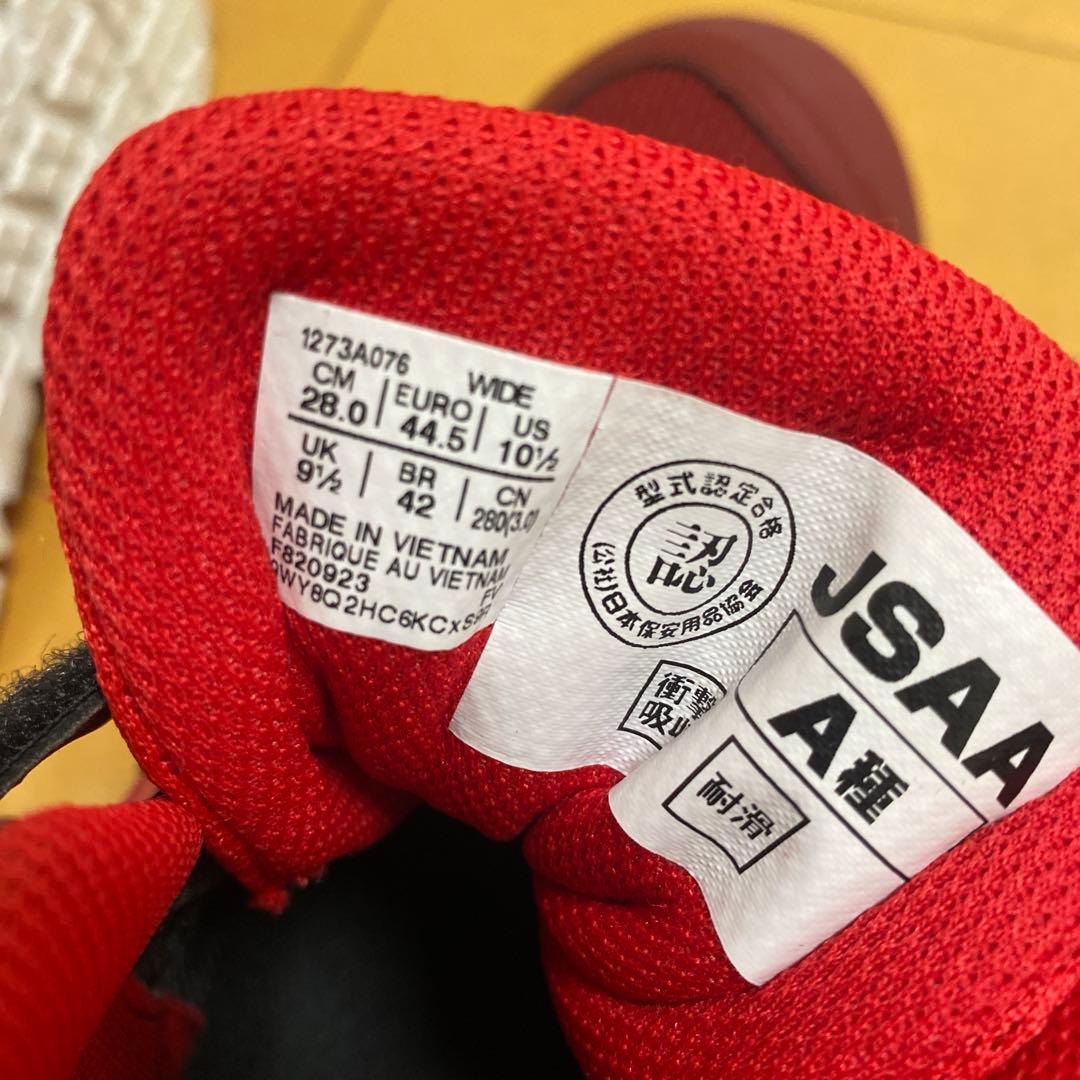 1273A076 WIDE
CM EURO US
28.0 44.5 10½
UK BR CN
9½ 42 280(3.0)
MADE IN VIETNAM
FABRIQUE AU VIETNAM
F820923
型式認定合格
認
(公社)日本保安用品協会
衝撃
吸収
JSAA
A種
耐滑